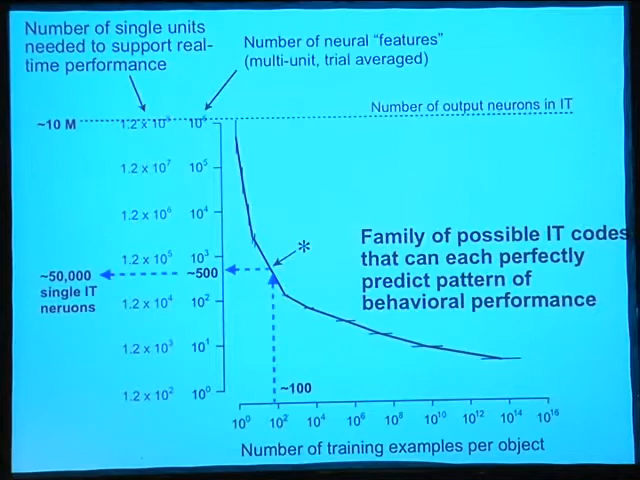 Number of single units
needed to support real-
time performance
Number of neural "features"
(multi-unit, trial averaged)
Number of output neurons in IT
~10 M
10⁶
1.2 x 10⁷
10⁵
1.2 x 10⁶
10⁴
1.2 x 10⁵
10³
*
Family of possible IT codes
that can each perfectly
predict pattern of
behavioral performance
~50,000
single IT
neruons
~500
1.2 x 10⁴
10²
1.2 x 10³
10¹
1.2 x 10²
10⁰
~100
10⁰ 10² 10⁴ 10⁶ 10⁸ 10¹⁰ 10¹² 10¹⁴ 10¹⁶
Number of training examples per object